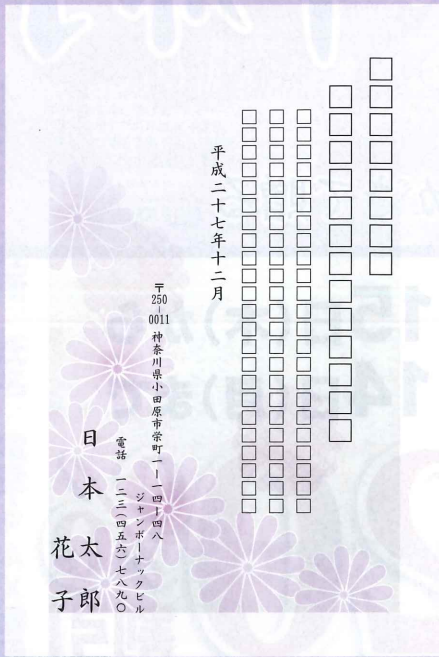 平成二十七年十二月
〒250-0011 神奈川県小田原市栄町一ー一四ー四八
ジャンボーナックビル
電話 一二三(四五六)七八九〇
日本 太郎
花子